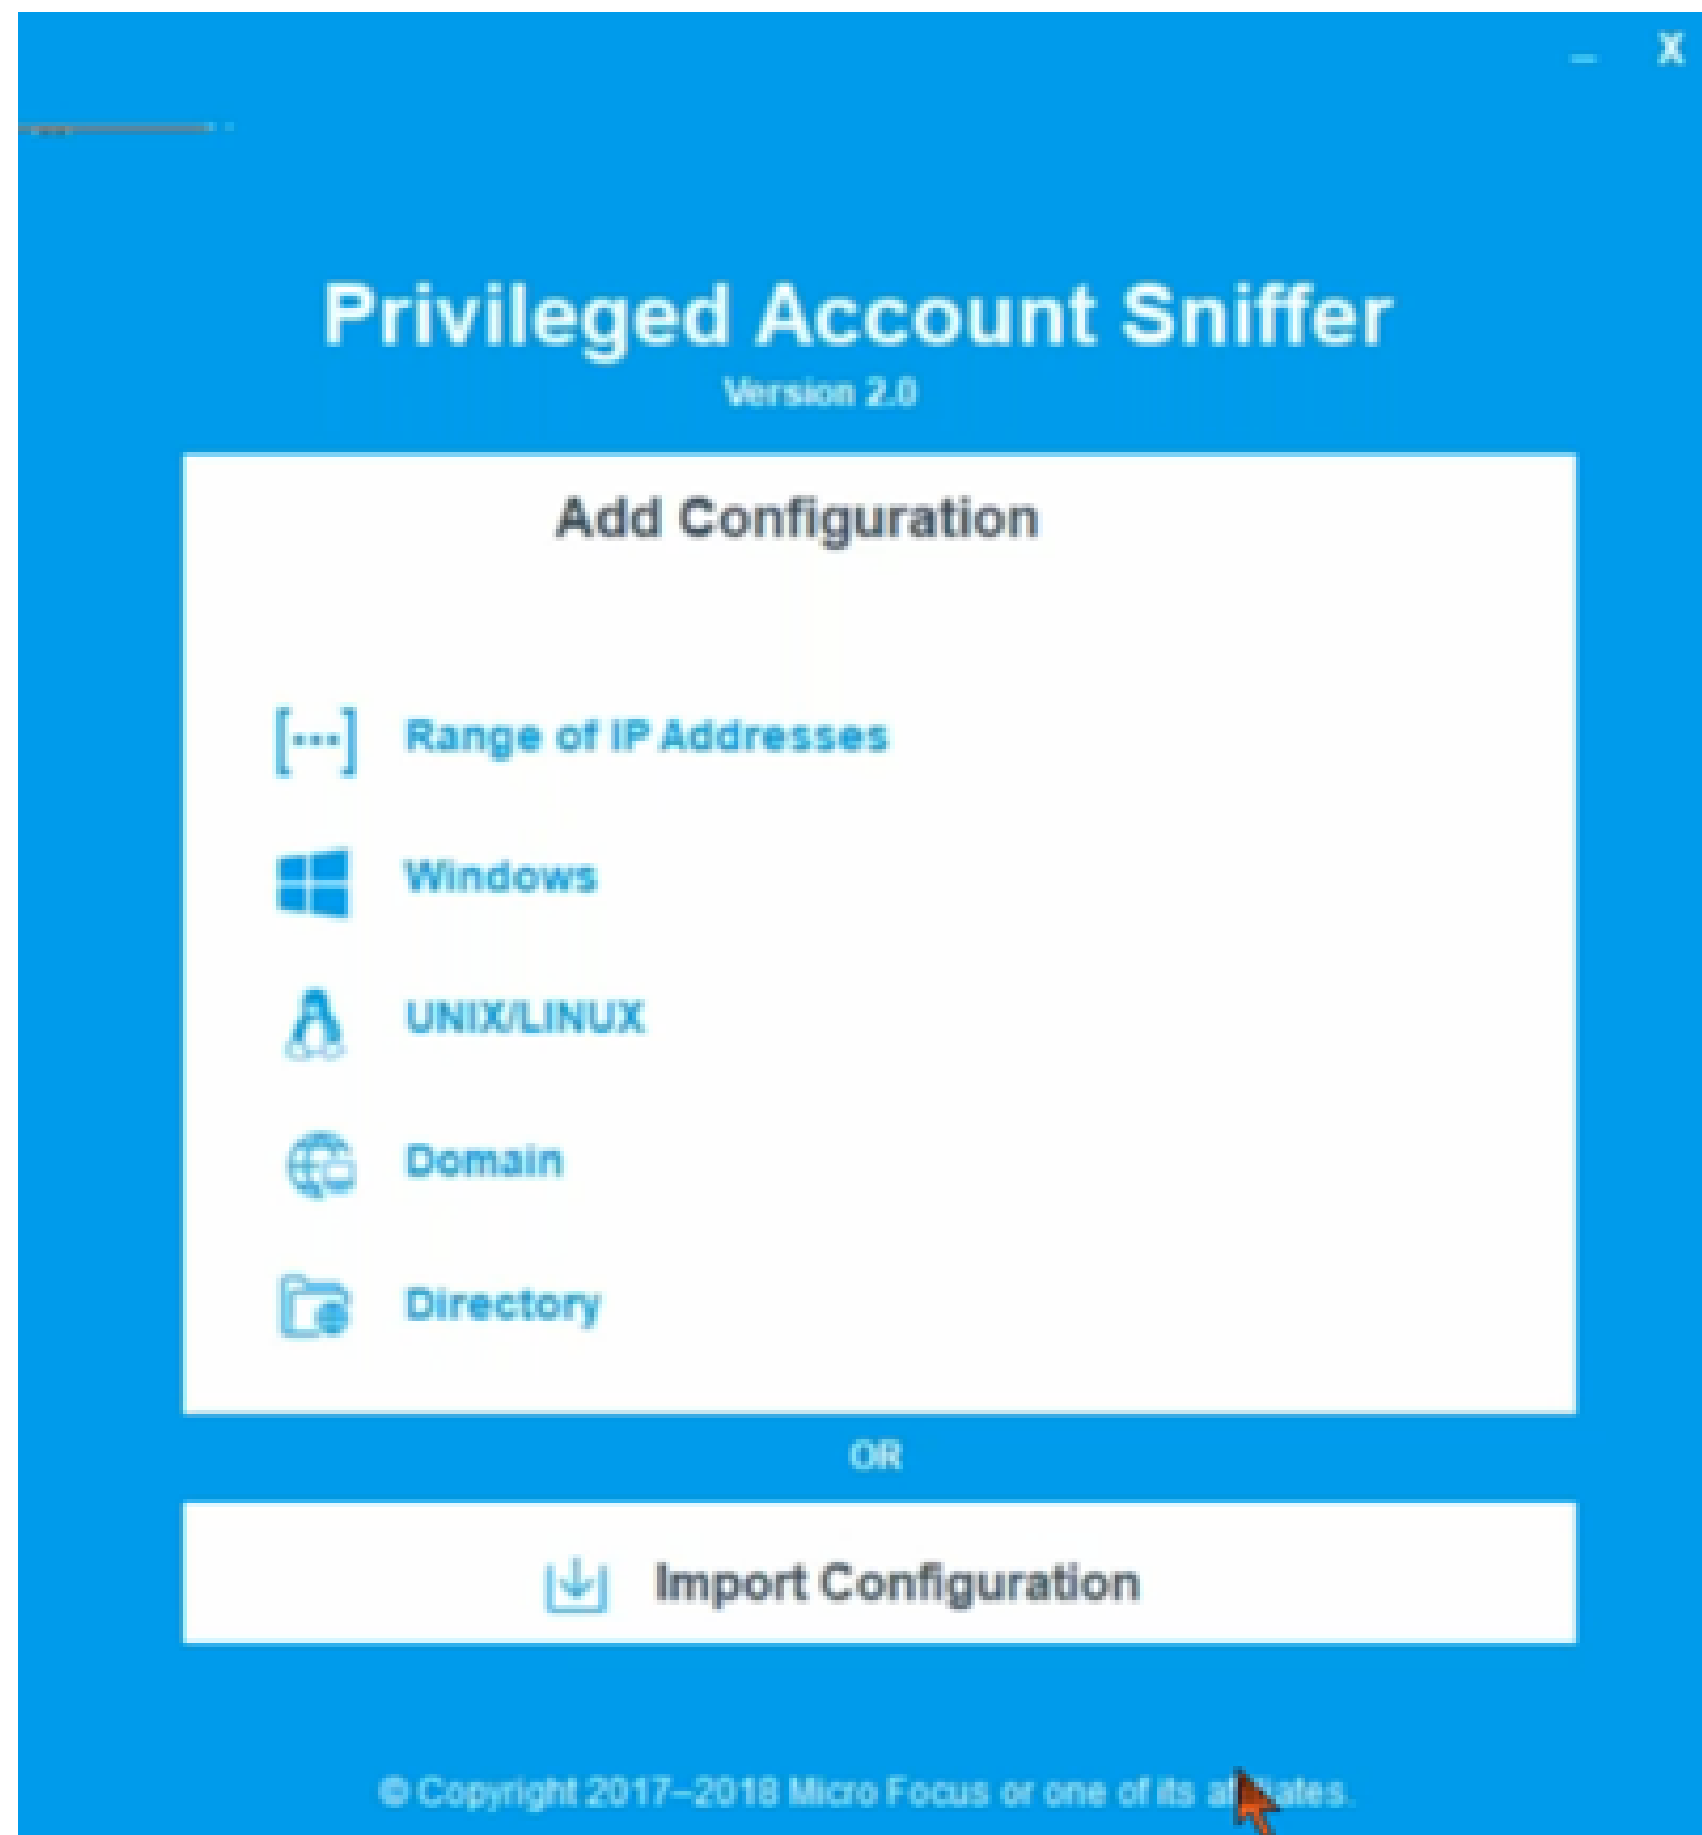 X
Privileged Account Sniffer
Version 2.0
Add Configuration
Range of IP Addresses
Windows
UNIX/LINUX
Domain
Directory
OR
Import Configuration
© Copyright 2017–2018 Micro Focus or one of its